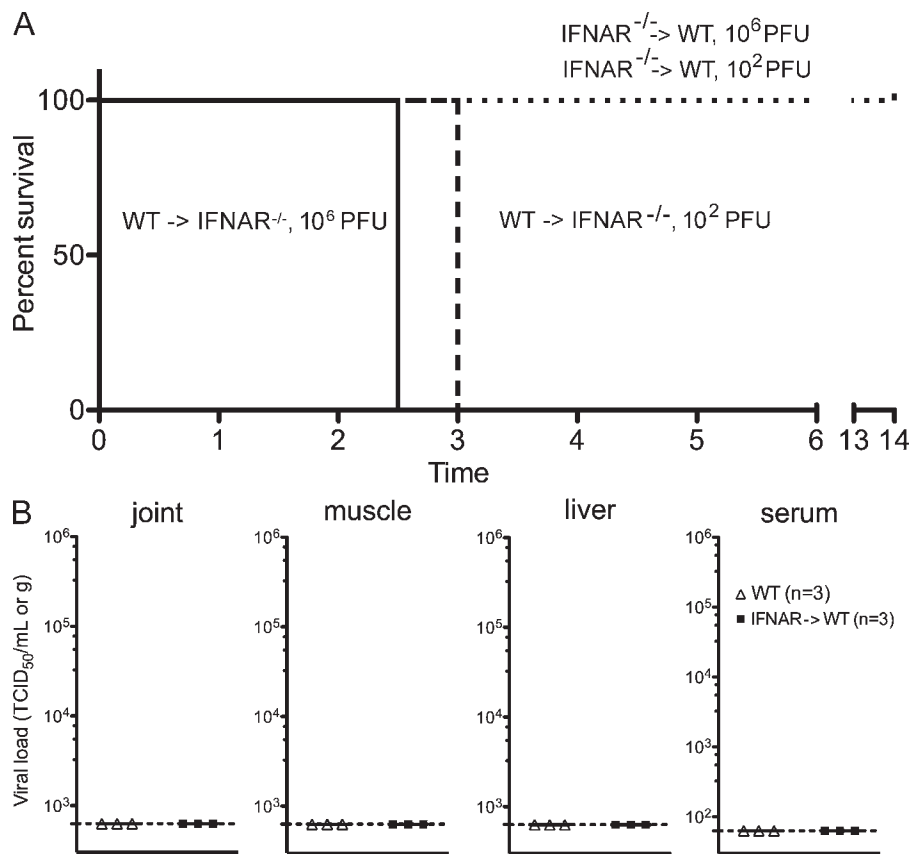 A
IFNAR-/--> WT, 10^6 PFU
IFNAR-/--> WT, 10^2 PFU
100
50
0
Percent survival
WT -> IFNAR-/-, 10^6 PFU
WT -> IFNAR-/-, 10^2 PFU
0 1 2 3 4 5 6 13 14
Time
B
joint muscle liver serum
Viral load (TCID50/mL or g)
10^6 10^5 10^4 10^3
10^6 10^5 10^4 10^3
10^6 10^5 10^4 10^3
10^6 10^5 10^4 10^3 10^2
WT (n=3)
IFNAR-> WT (n=3)